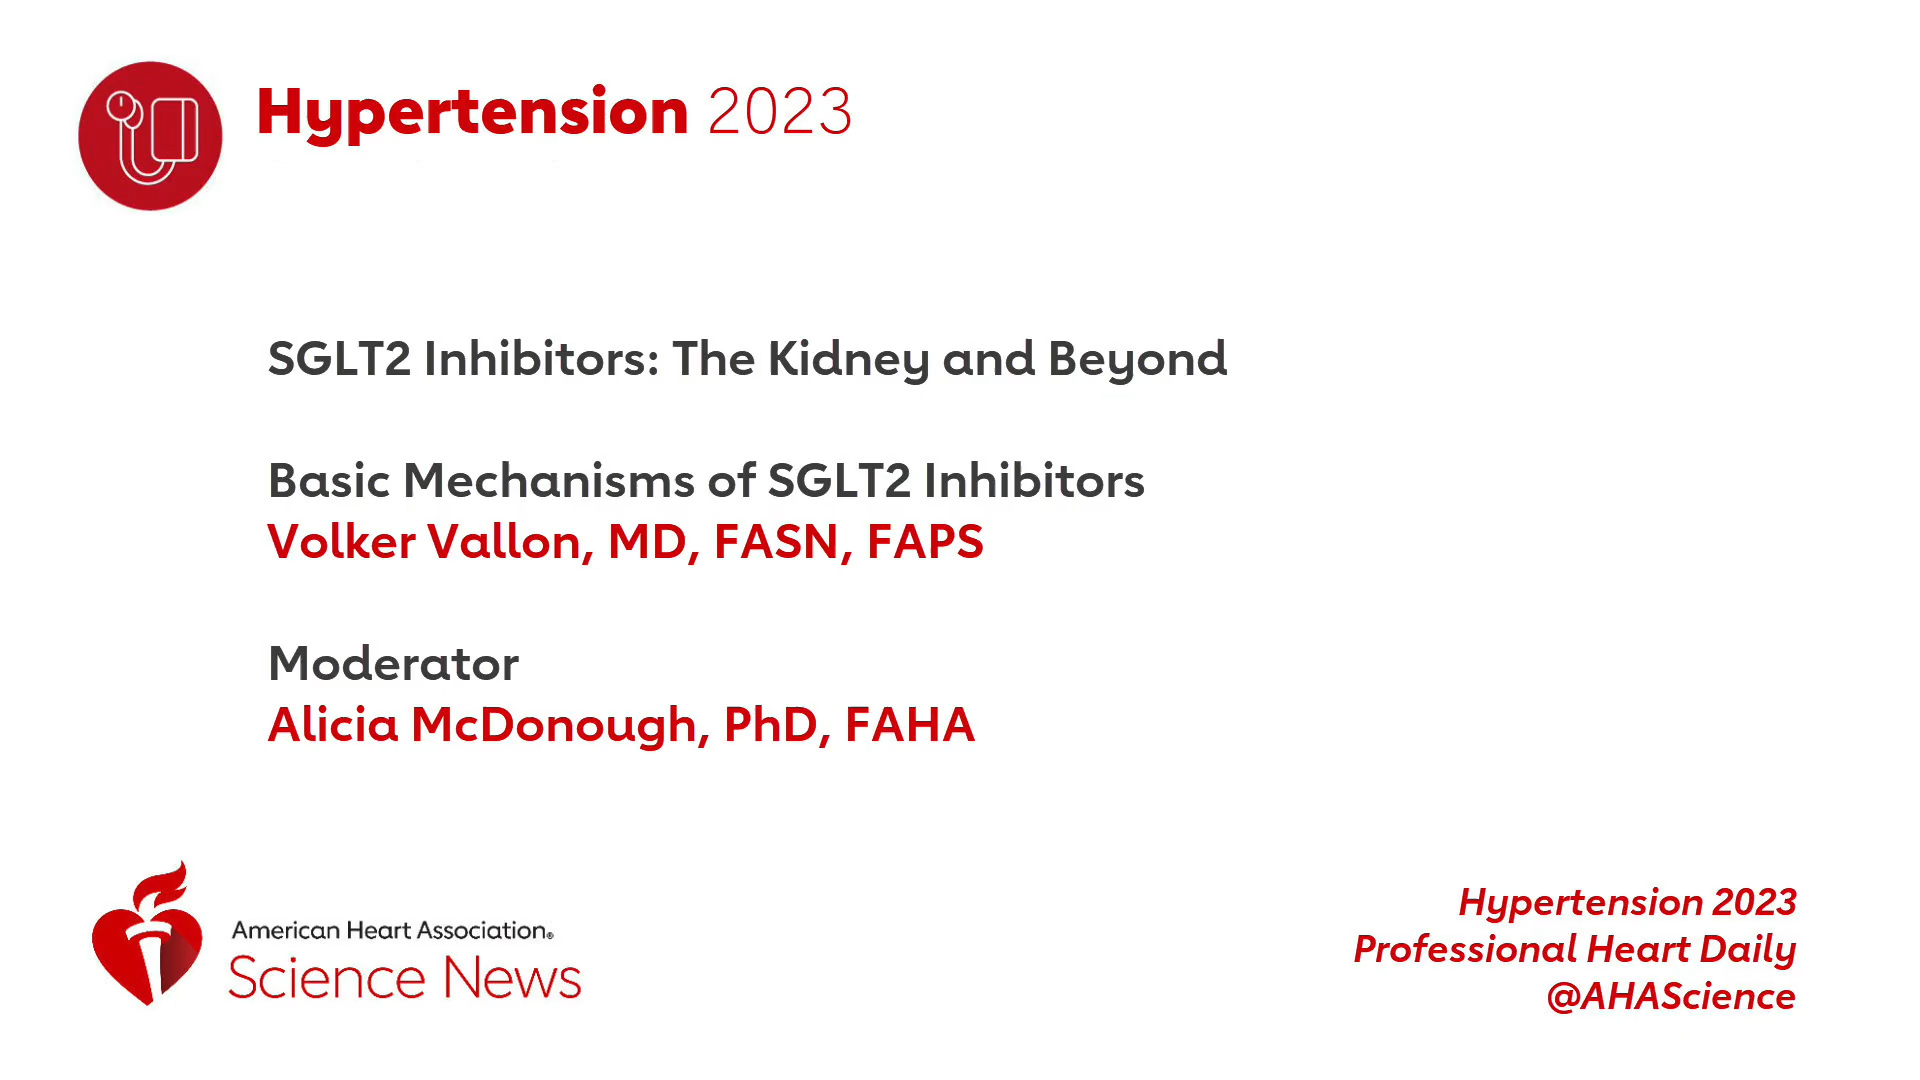 Hypertension 2023
SGLT2 Inhibitors: The Kidney and Beyond
Basic Mechanisms of SGLT2 Inhibitors
Volker Vallon, MD, FASN, FAPS
Moderator
Alicia McDonough, PhD, FAHA
American Heart Association®
Science News
Hypertension 2023
Professional Heart Daily
@AHAScience